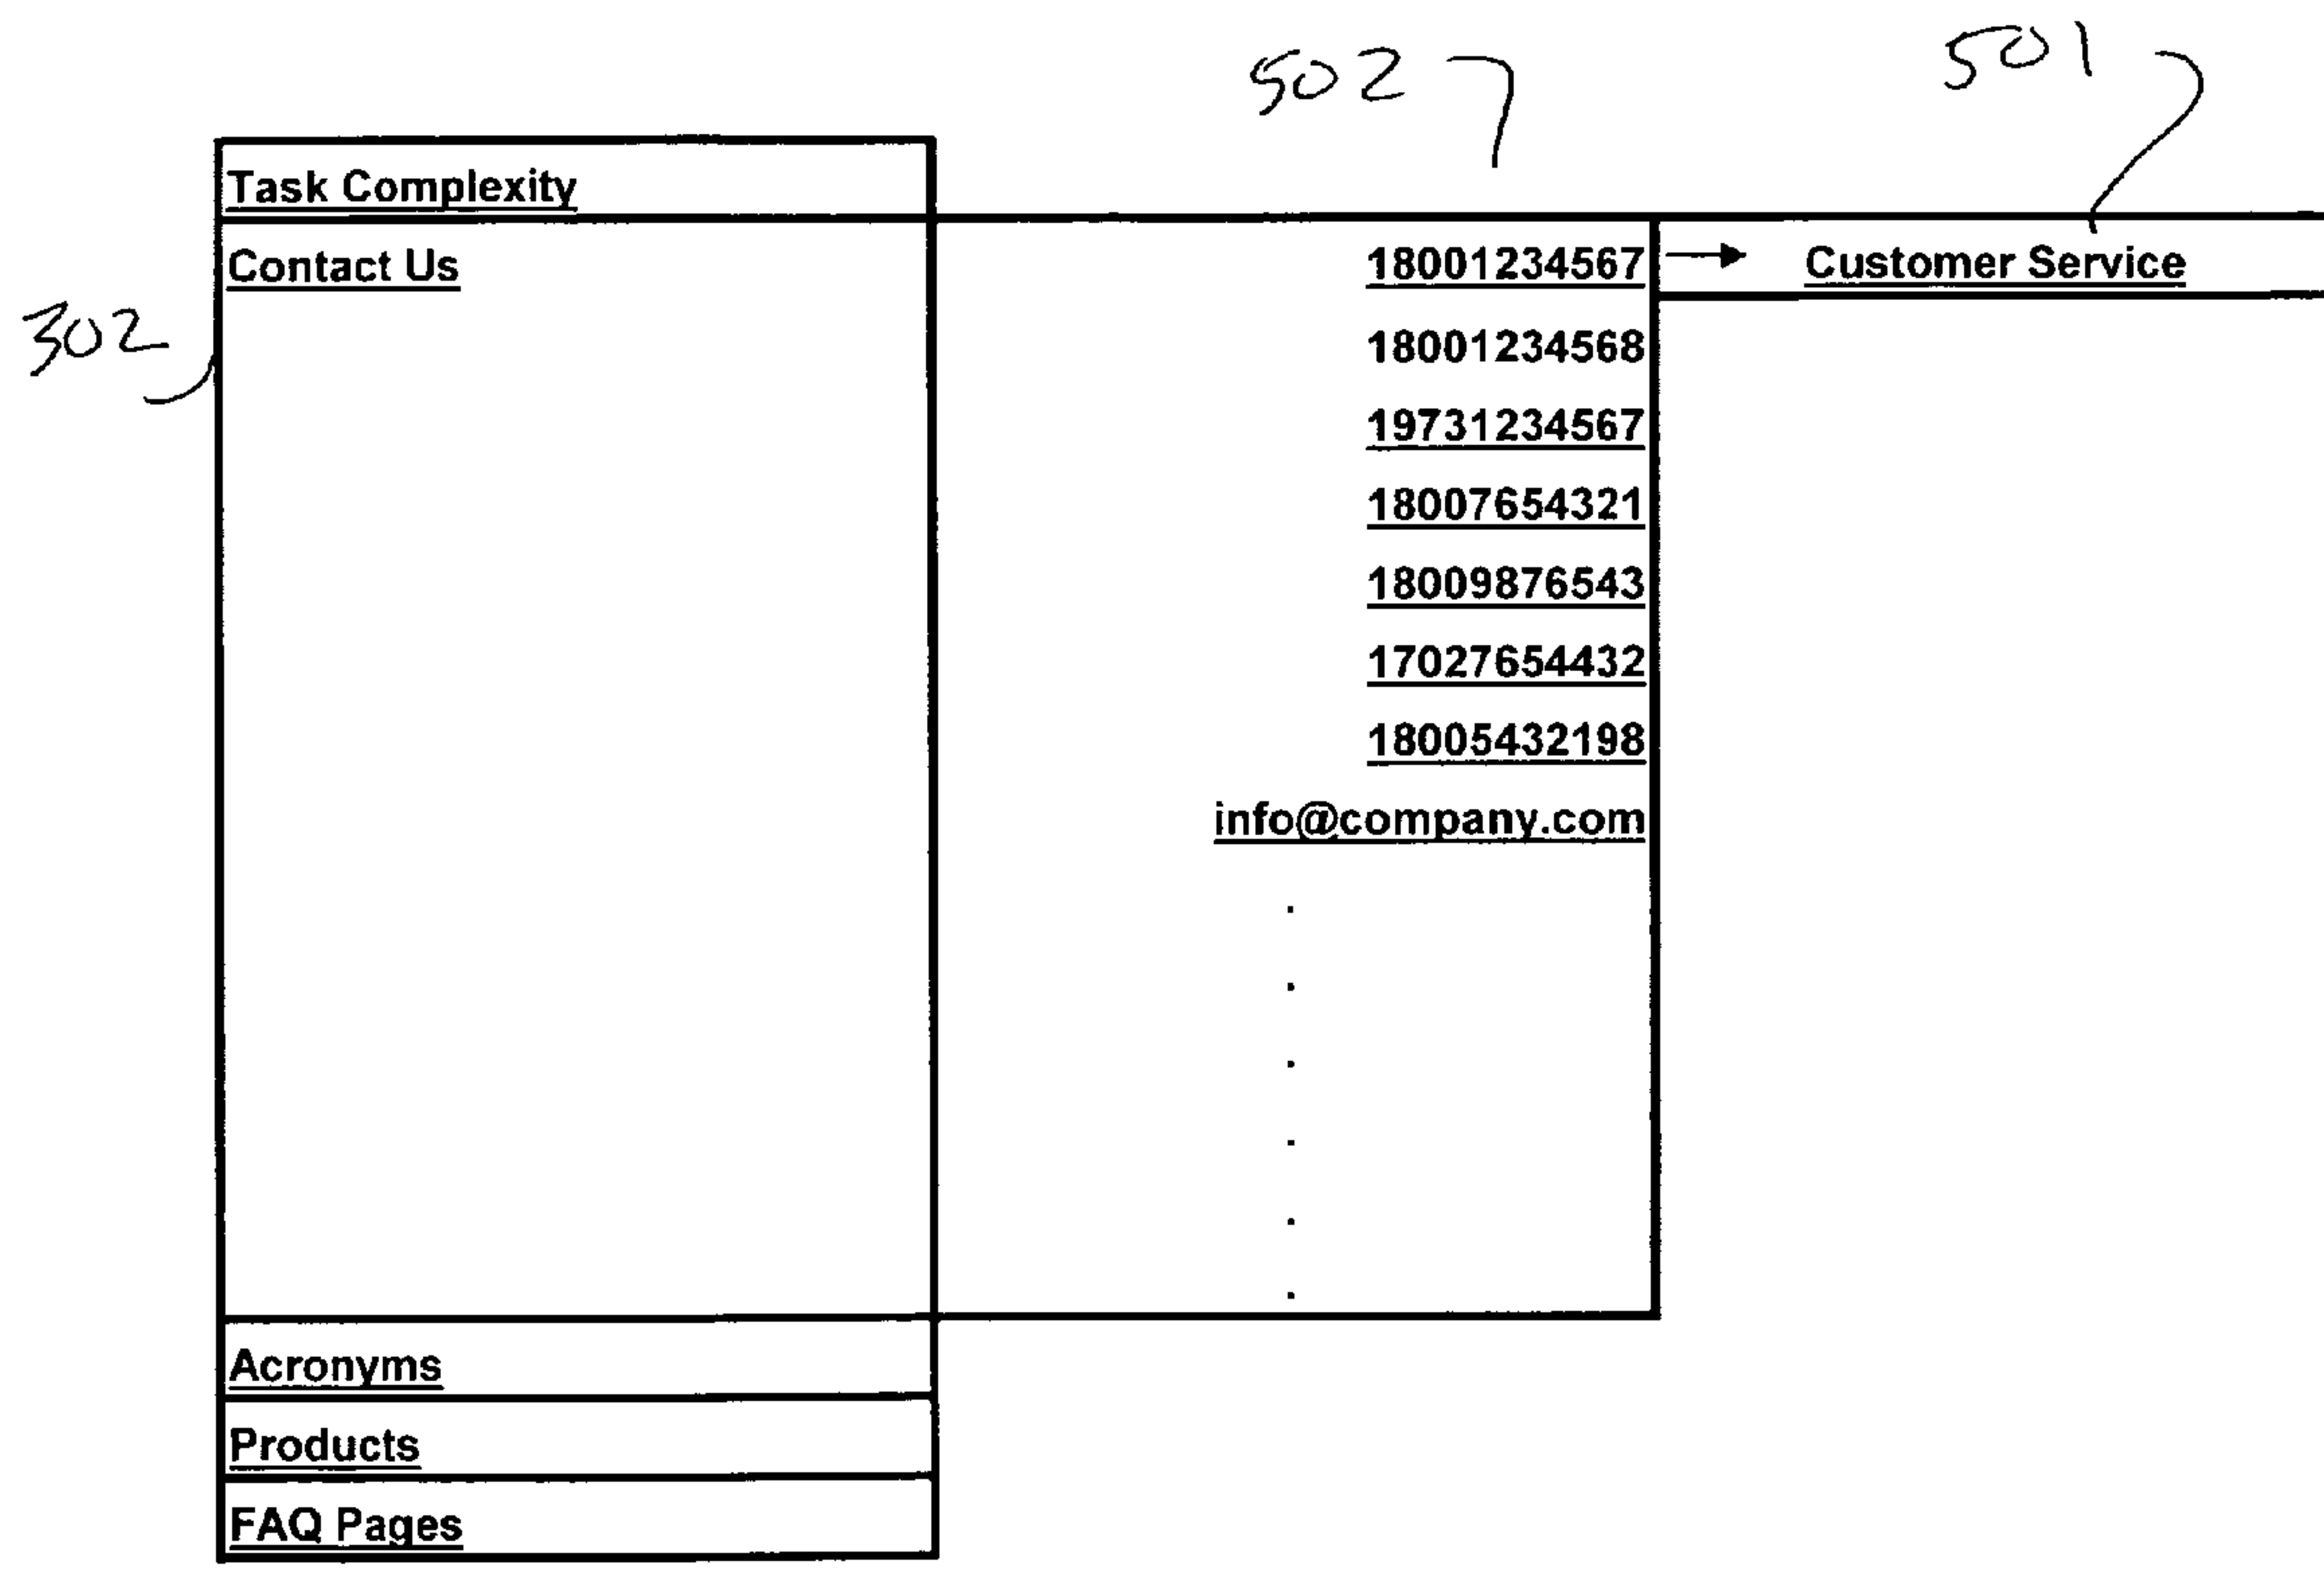 502 501
Task Complexity
Contact Us 18001234567 → Customer Service
302 18001234568
19731234567
18007654321
18009876543
17027654432
18005432198
info@company.com
.
.
.
.
.
.
Acronyms
Products
FAQ Pages